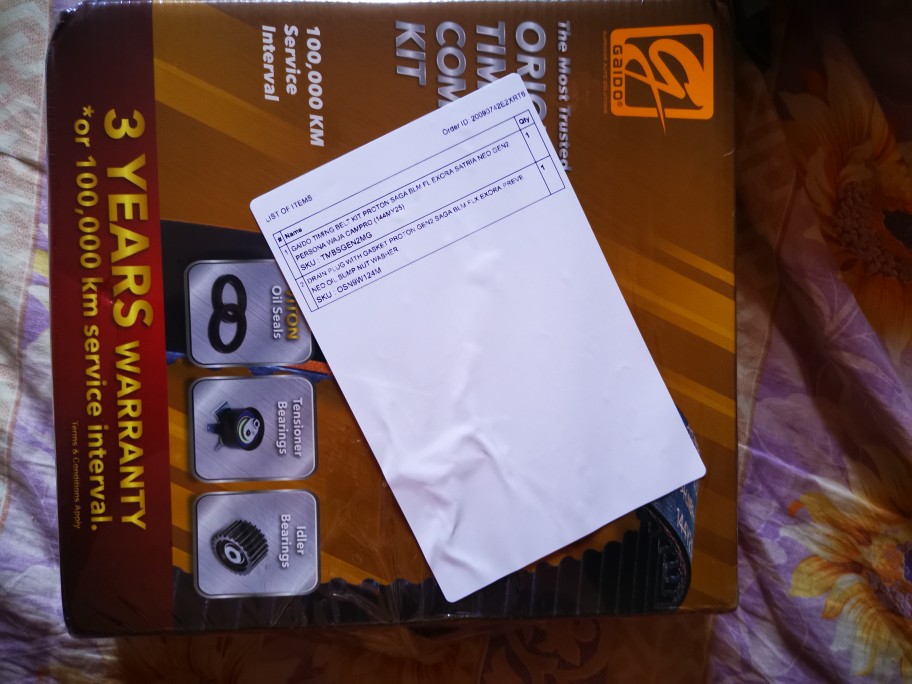 GAIDO
The Most Trusted
TIM
COM
KIT
100,000 KM
Service
Interval
3 YEARS WARRANTY
*or 100,000 km service interval.
Terms & Conditions Apply
Oil Seals
Tensioner
Bearings
Idler
Bearings
Order ID: 20090742E2XRT6
LIST OF ITEMS
# Name Qty
1 GAIDO TIMING BELT KIT PROTON SAGA BLM FL EXORA SATRIA NEO GEN2 1
PERSONA WAJA CAMPRO (144MY25)
SKU : TMBSGEN2MG
2 DRAIN PLUG WITH GASKET PROTON GEN2 SAGA BLM FLX EXORA PREVE 1
NEO OIL SUMP NUT WASHER
SKU : OSN9W124M